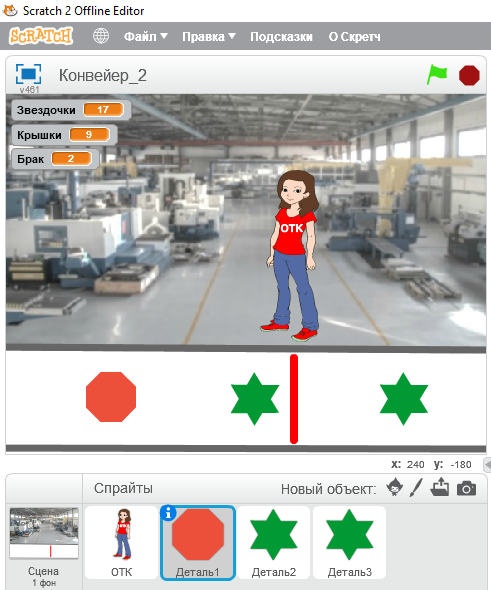 Scratch 2 Offline Editor
SCRATCH Файл Правка Подсказки О Скретч
v461 Конвейер_2
Звездочки 17
Крышки 9
Брак 2
ОТК
x: 240 y: -180
Спрайты Новый объект:
Сцена
1 фон
ОТК Деталь1 Деталь2 Деталь3